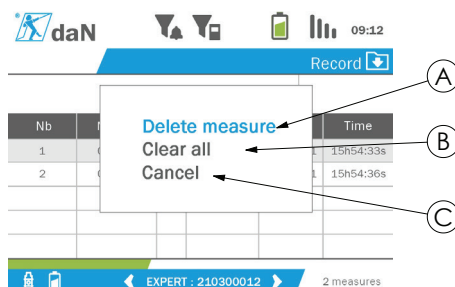 daN
09:12
Record
A
Delete measure
Clear all
Cancel
B
C
Nb
Time
1
15h54:33s
2
1
15h54:36s
EXPERT : 210300012
2 measures